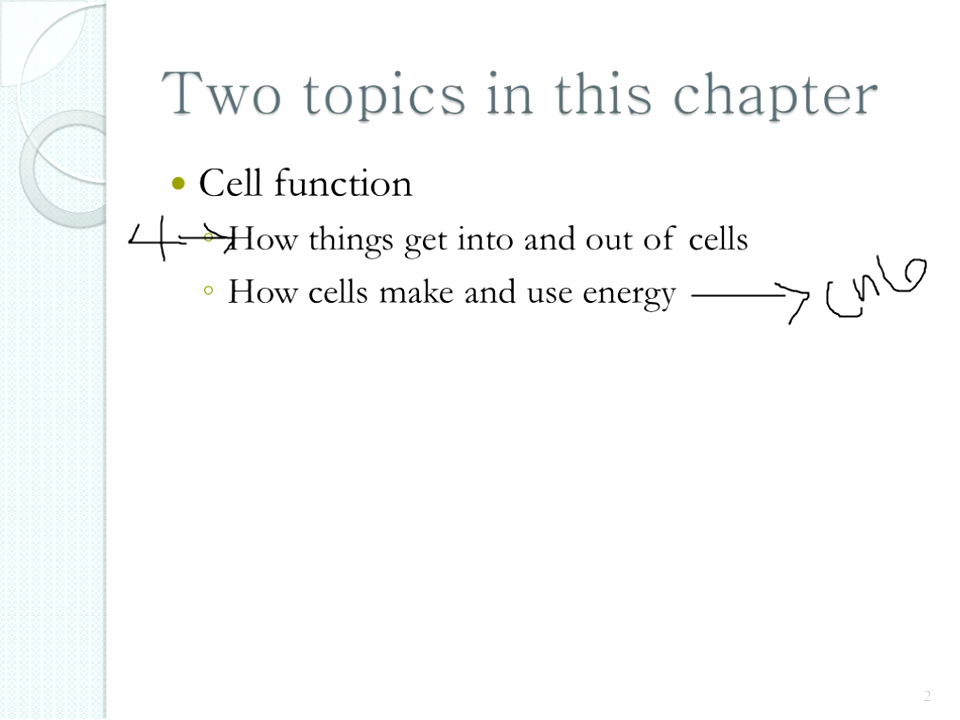 Two topics in this chapter
• Cell function
4 → ◦ How things get into and out of cells
◦ How cells make and use energy →
2